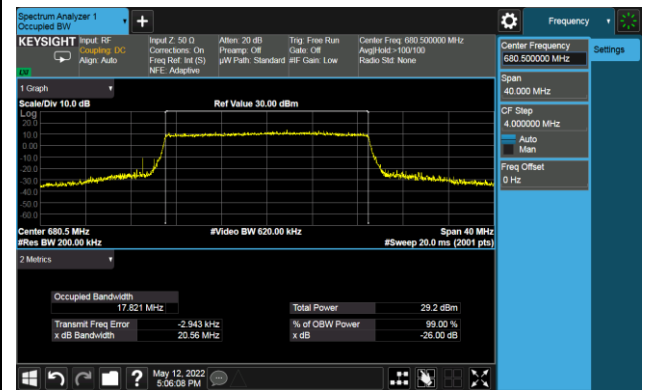 Spectrum Analyzer 1
Occupied BW
Frequency
KEYSIGHT
Input: RF
Coupling: DC
Align: Auto
Input Z: 50 Ω
Corrections: On
Freq Ref: Int (S)
NFE: Adaptive
Atten: 20 dB
Preamp: Off
µW Path: Standard
Trig: Free Run
Gate: Off
#IF Gain: Low
Center Freq: 680.500000 MHz
Avg|Hold:>100/100
Radio Std: None
Center Frequency
680.500000 MHz
Settings
Span
40.000 MHz
CF Step
4.000000 MHz
Auto
Man
Freq Offset
0 Hz
1 Graph
Scale/Div 10.0 dB
Ref Value 30.00 dBm
Log
20.0
10.0
0.00
-10.0
-20.0
-30.0
-40.0
-50.0
-60.0
Center 680.5 MHz
#Video BW 620.00 kHz
Span 40 MHz
#Res BW 200.00 kHz
#Sweep 20.0 ms (2001 pts)
2 Metrics
Occupied Bandwidth
17.821 MHz
Total Power
29.2 dBm
Transmit Freq Error
-2.943 kHz
% of OBW Power
99.00 %
x dB Bandwidth
20.56 MHz
x dB
-26.00 dB
?
May 12, 2022
5:06:08 PM